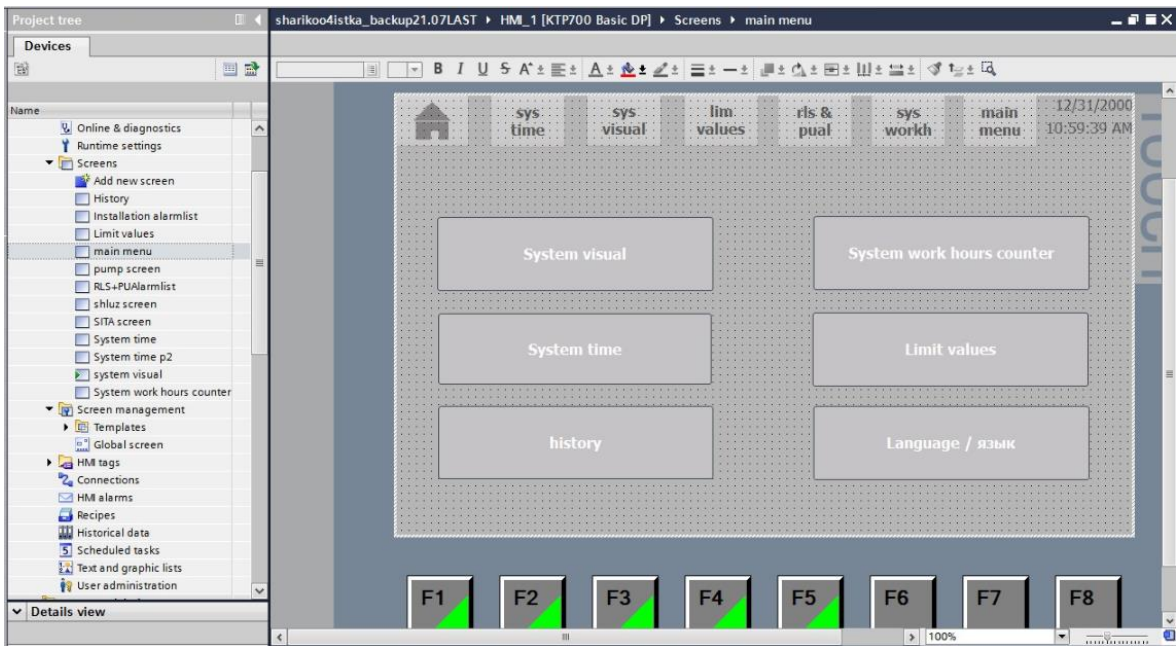 Project tree
sharikoo4istka_backup21.07LAST ▸ HMI_1 [KTP700 Basic DP] ▸ Screens ▸ main menu
Devices
B I U S A
Name
Online & diagnostics
Runtime settings
Screens
Add new screen
History
Installation alarmlist
Limit values
main menu
pump screen
RLS+PUAlarmlist
shluz screen
SITA screen
System time
System time p2
system visual
System work hours counter
Screen management
Templates
Global screen
HMI tags
Connections
HMI alarms
Recipes
Historical data
Scheduled tasks
Text and graphic lists
User administration
Details view
sys time
sys visual
lim values
rls & pual
sys workh
main menu
12/31/2000
10:59:39 AM
TOUCH
System visual
System work hours counter
System time
Limit values
history
Language / язык
F1 F2 F3 F4 F5 F6 F7 F8
100%